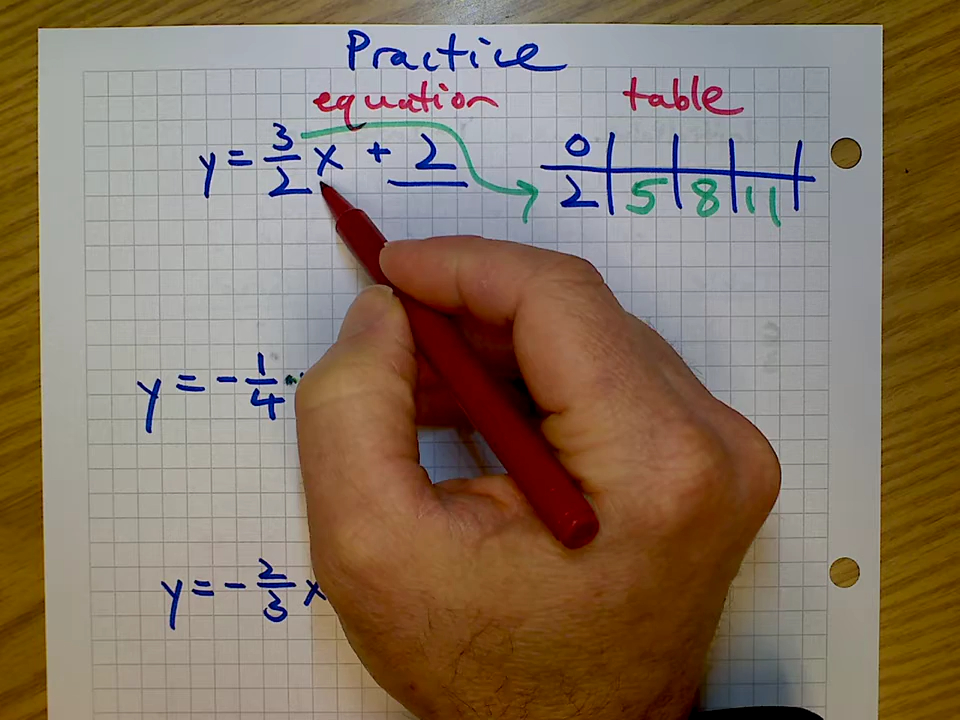 Practice
equation table
y = 3/2 x + 2
0
2 5 8 11
y = - 1/4
y = - 2/3 x